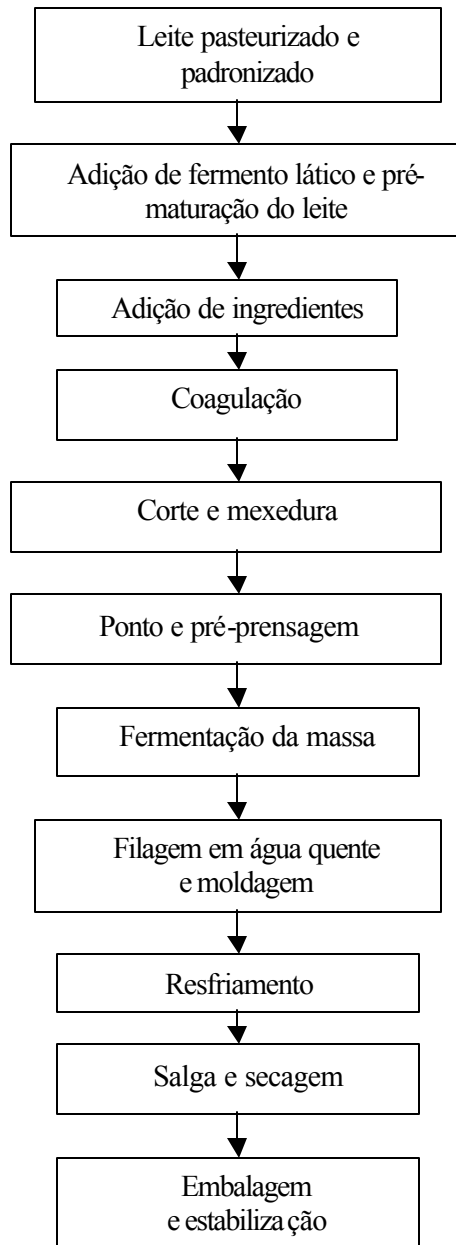 Leite pasteurizado e
padronizado
Adição de fermento lático e pré-
maturação do leite
Adição de ingredientes
Coagulação
Corte e mexedura
Ponto e pré-prensagem
Fermentação da massa
Filagem em água quente
e moldagem
Resfriamento
Salga e secagem
Embalagem
e estabilização